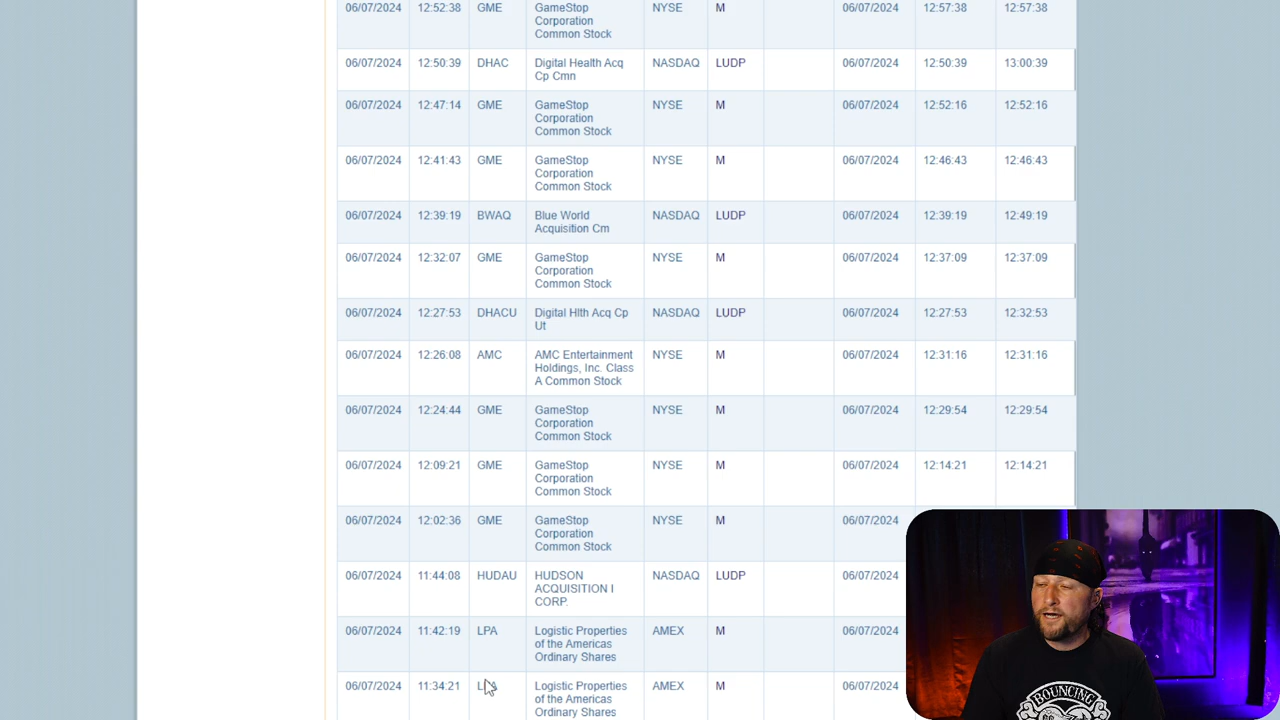 06/07/2024 12:52:38 GME GameStop NYSE M 06/07/2024 12:57:38 12:57:38
Corporation
Common Stock
06/07/2024 12:50:39 DHAC Digital Health Acq NASDAQ LUDP 06/07/2024 12:50:39 13:00:39
Cp Cmn
06/07/2024 12:47:14 GME GameStop NYSE M 06/07/2024 12:52:16 12:52:16
Corporation
Common Stock
06/07/2024 12:41:43 GME GameStop NYSE M 06/07/2024 12:46:43 12:46:43
Corporation
Common Stock
06/07/2024 12:39:19 BWAQ Blue World NASDAQ LUDP 06/07/2024 12:39:19 12:49:19
Acquisition Cm
06/07/2024 12:32:07 GME GameStop NYSE M 06/07/2024 12:37:09 12:37:09
Corporation
Common Stock
06/07/2024 12:27:53 DHACU Digital Hlth Acq Cp NASDAQ LUDP 06/07/2024 12:27:53 12:32:53
Ut
06/07/2024 12:26:08 AMC AMC Entertainment NYSE M 06/07/2024 12:31:16 12:31:16
Holdings, Inc. Class
A Common Stock
06/07/2024 12:24:44 GME GameStop NYSE M 06/07/2024 12:29:54 12:29:54
Corporation
Common Stock
06/07/2024 12:09:21 GME GameStop NYSE M 06/07/2024 12:14:21 12:14:21
Corporation
Common Stock
06/07/2024 12:02:36 GME GameStop NYSE M 06/07/2024
Corporation
Common Stock
06/07/2024 11:44:08 HUDAU HUDSON NASDAQ LUDP 06/07/2024
ACQUISITION I
CORP.
06/07/2024 11:42:19 LPA Logistic Properties AMEX M 06/07/2024
of the Americas
Ordinary Shares
06/07/2024 11:34:21 Logistic Properties AMEX M 06/07/2024
of the Americas
Ordinary Shares
BOUNCING